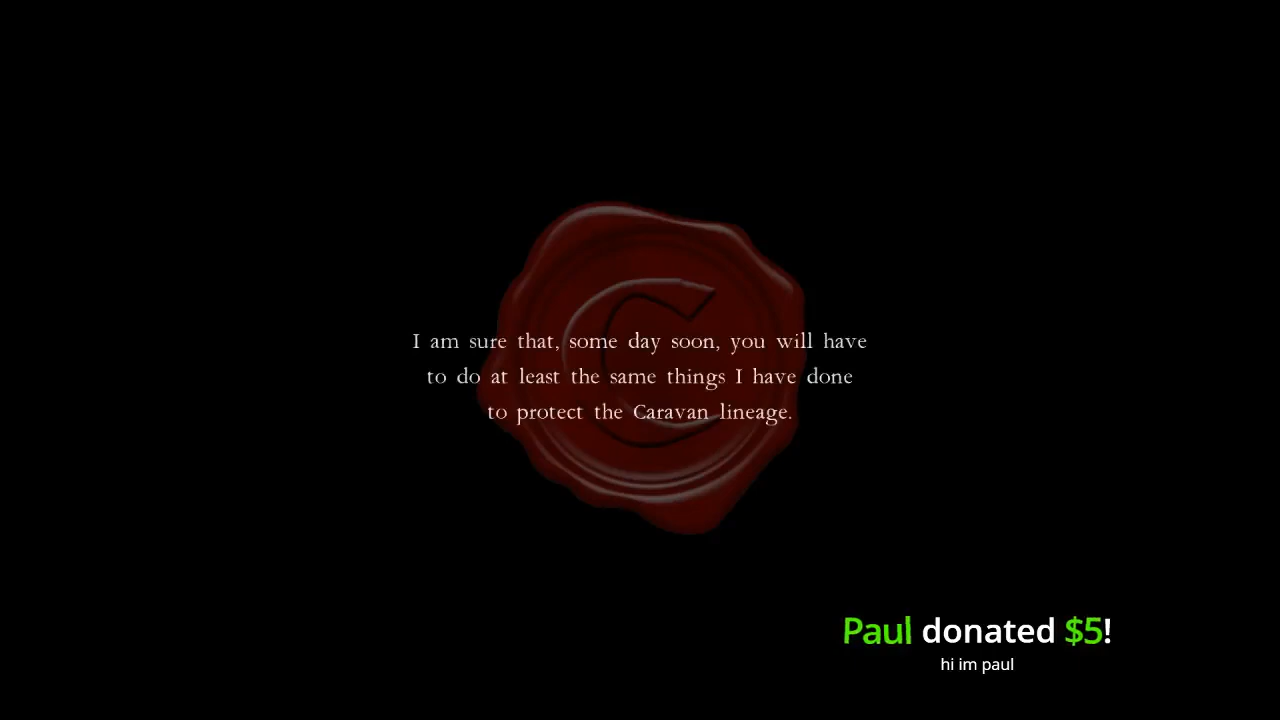 I am sure that, some day soon, you will have
to do at least the same things I have done
to protect the Caravan lineage.
Paul donated $5!
hi im paul